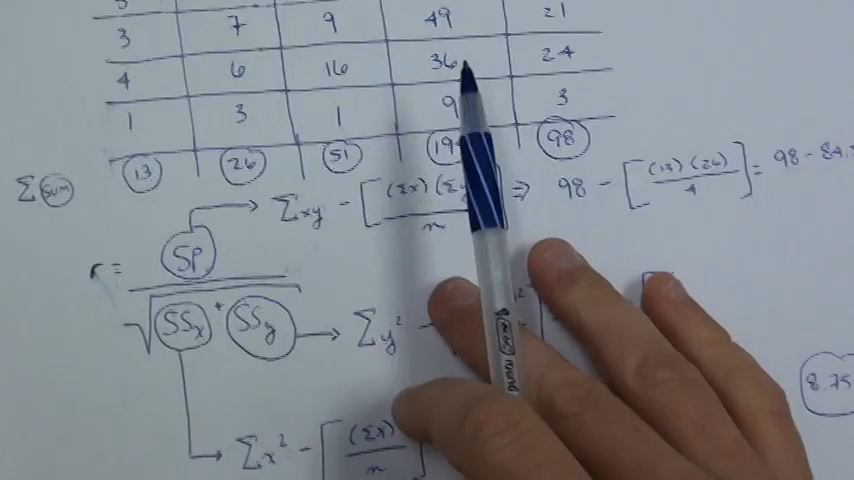 3 7 9 49 21
4 6 16 36 24
1 3 1 9 3
Σ sum 13 26 51 98
Σxy - [(Σx)(Σy n ⇒ 98 - [(13)(26) 4] = 98 - 84.
r = SP √SSx * SSy
Σy² -
8.75
Σx² - [(Σx) n]